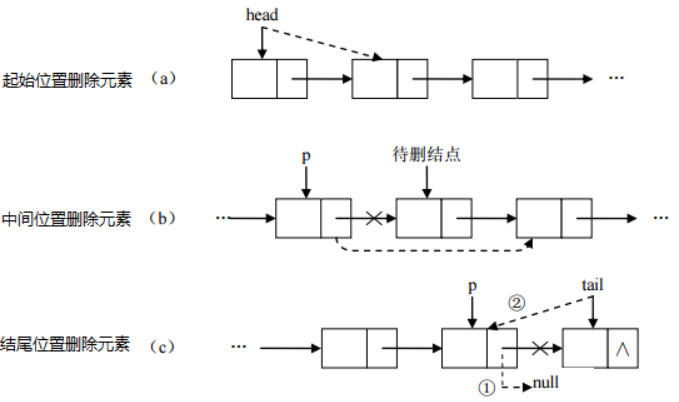 head
起始位置删除元素 (a) …
p 待删结点
中间位置删除元素 (b) … …
p ② tail
结尾位置删除元素 (c) … ∧
① null